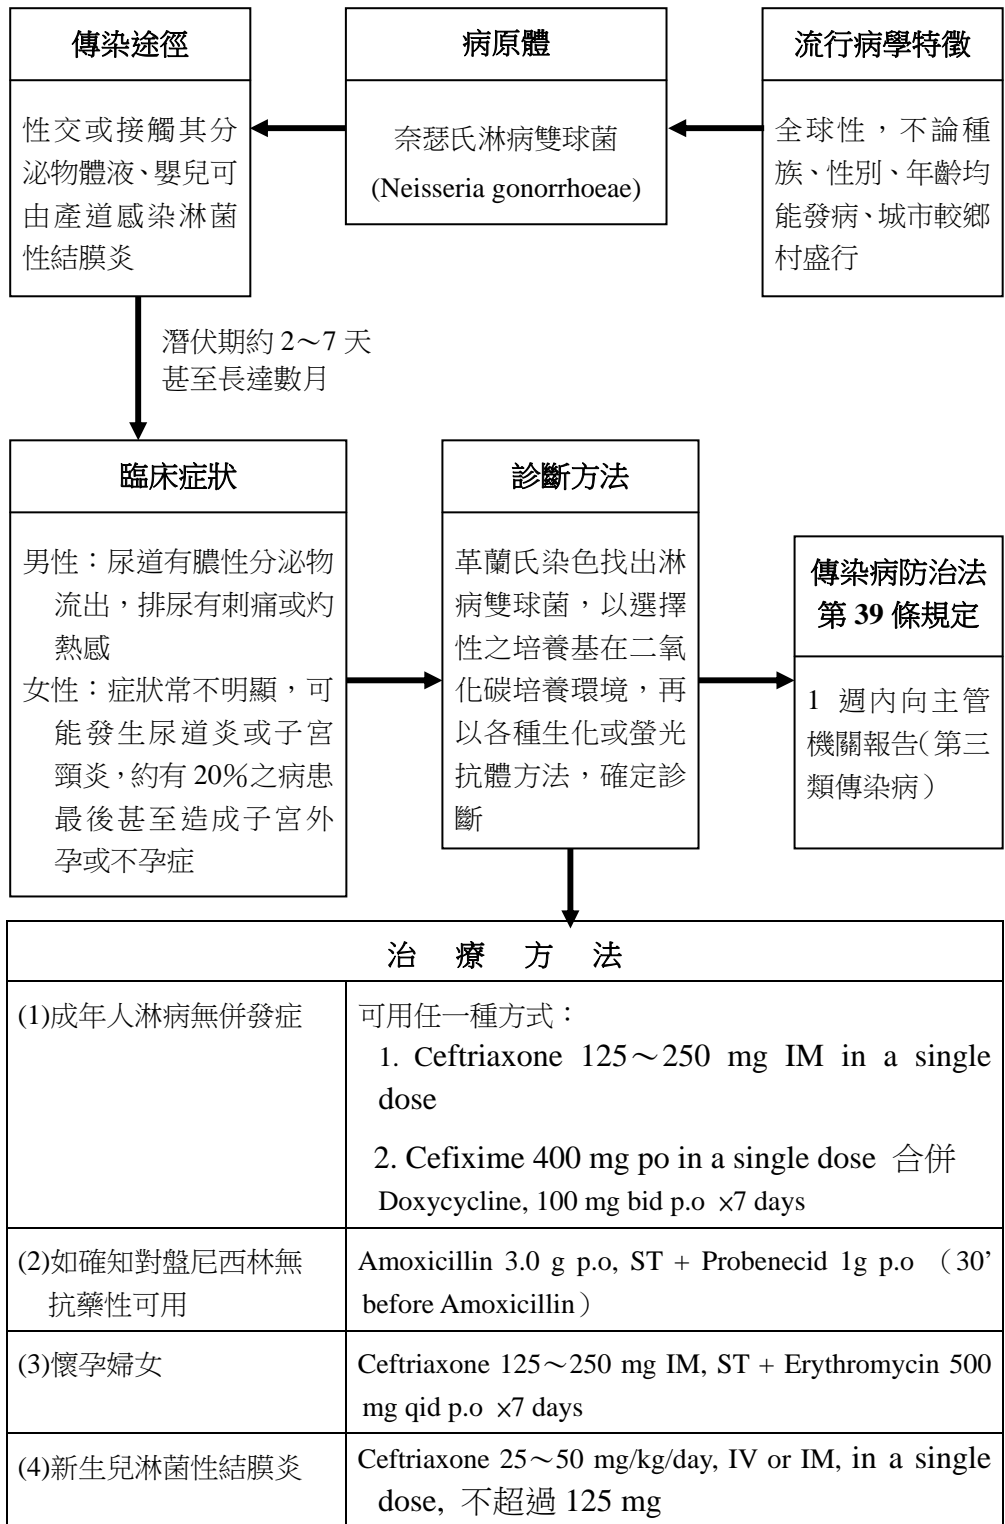 傳染途徑
性交或接觸其分
泌物體液、嬰兒可
由產道感染淋菌
性結膜炎
病原體
奈瑟氏淋病雙球菌
(Neisseria gonorrhoeae)
流行病學特徵
全球性，不論種
族、性別、年齡均
能發病、城市較鄉
村盛行
潛伏期約 2～7 天
甚至長達數月
臨床症狀
男性：尿道有膿性分泌物
流出，排尿有刺痛或灼
熱感
女性：症狀常不明顯，可
能發生尿道炎或子宮
頸炎，約有 20%之病患
最後甚至造成子宮外
孕或不孕症
診斷方法
革蘭氏染色找出淋
病雙球菌，以選擇
性之培養基在二氧
化碳培養環境，再
以各種生化或螢光
抗體方法，確定診
斷
傳染病防治法
第 39 條規定
1 週內向主管
機關報告（第三
類傳染病）
治 療 方 法
(1)成年人淋病無併發症
可用任一種方式：
1. Ceftriaxone 125～250 mg IM in a single
dose
2. Cefixime 400 mg po in a single dose 合併
Doxycycline, 100 mg bid p.o ×7 days
(2)如確知對盤尼西林無
抗藥性可用
Amoxicillin 3.0 g p.o, ST + Probenecid 1g p.o （30’
before Amoxicillin）
(3)懷孕婦女
Ceftriaxone 125～250 mg IM, ST + Erythromycin 500
mg qid p.o ×7 days
(4)新生兒淋菌性結膜炎
Ceftriaxone 25～50 mg/kg/day, IV or IM, in a single
dose, 不超過 125 mg